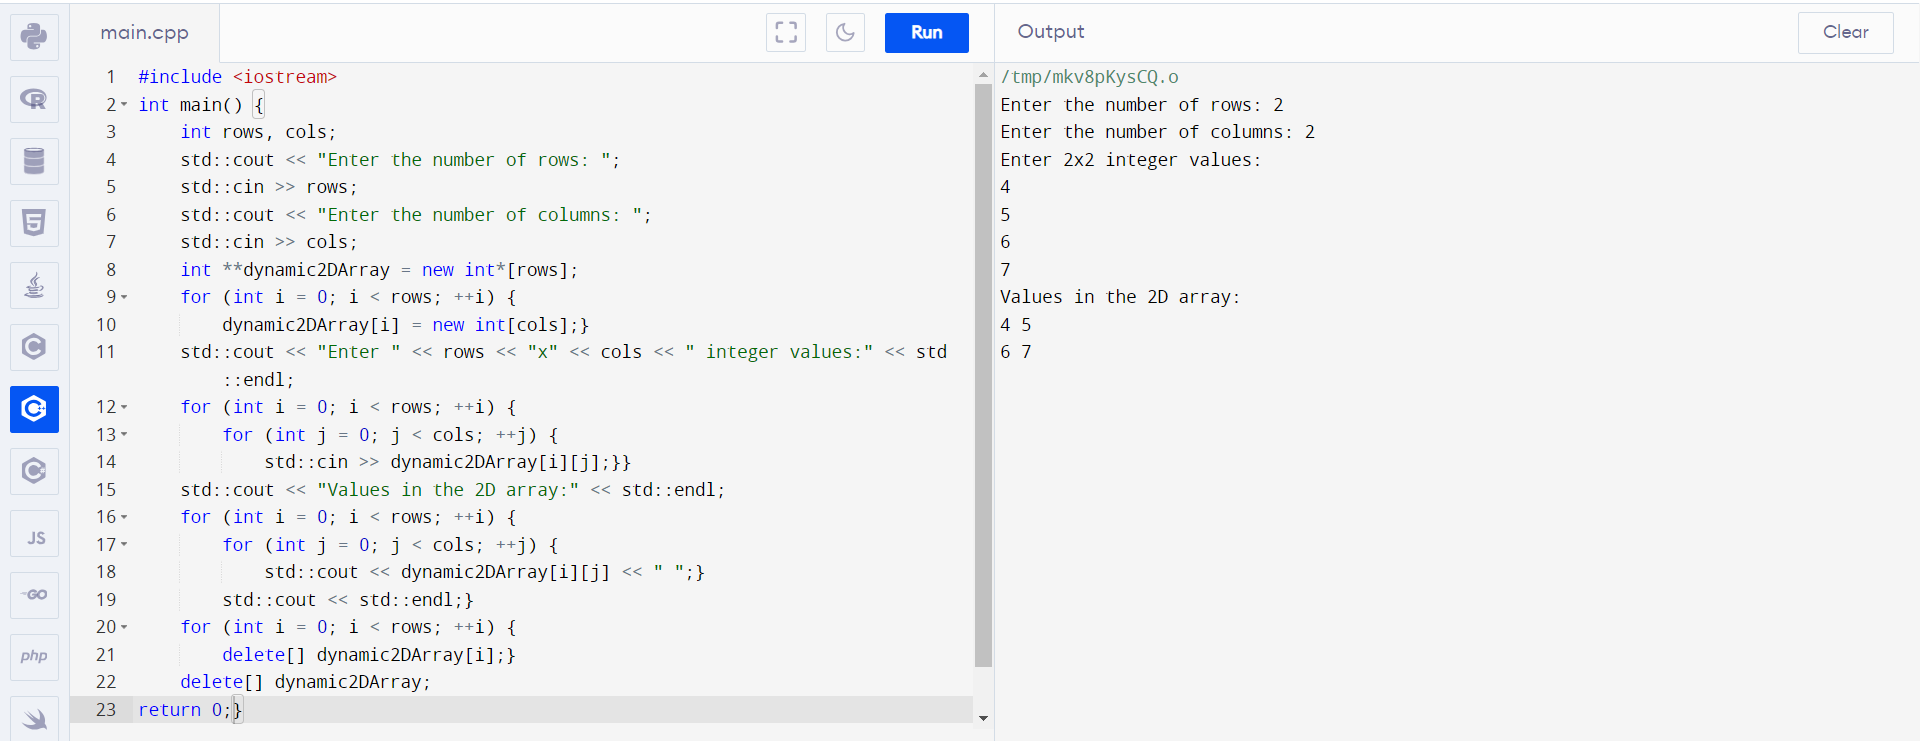 main.cpp
Run
Output
Clear
1 #include <iostream>
2 int main() {
3 int rows, cols;
4 std::cout << "Enter the number of rows: ";
5 std::cin >> rows;
6 std::cout << "Enter the number of columns: ";
7 std::cin >> cols;
8 int **dynamic2DArray = new int*[rows];
9 for (int i = 0; i < rows; ++i) {
10 dynamic2DArray[i] = new int[cols];}
11 std::cout << "Enter " << rows << "x" << cols << " integer values:" << std
::endl;
12 for (int i = 0; i < rows; ++i) {
13 for (int j = 0; j < cols; ++j) {
14 std::cin >> dynamic2DArray[i][j];}}
15 std::cout << "Values in the 2D array:" << std::endl;
16 for (int i = 0; i < rows; ++i) {
17 for (int j = 0; j < cols; ++j) {
18 std::cout << dynamic2DArray[i][j] << " ";}
19 std::cout << std::endl;}
20 for (int i = 0; i < rows; ++i) {
21 delete[] dynamic2DArray[i];}
22 delete[] dynamic2DArray;
23 return 0;}
/tmp/mkv8pKysCQ.o
Enter the number of rows: 2
Enter the number of columns: 2
Enter 2x2 integer values:
4
5
6
7
Values in the 2D array:
4 5
6 7
R
5
C
C
C
JS
GO
php